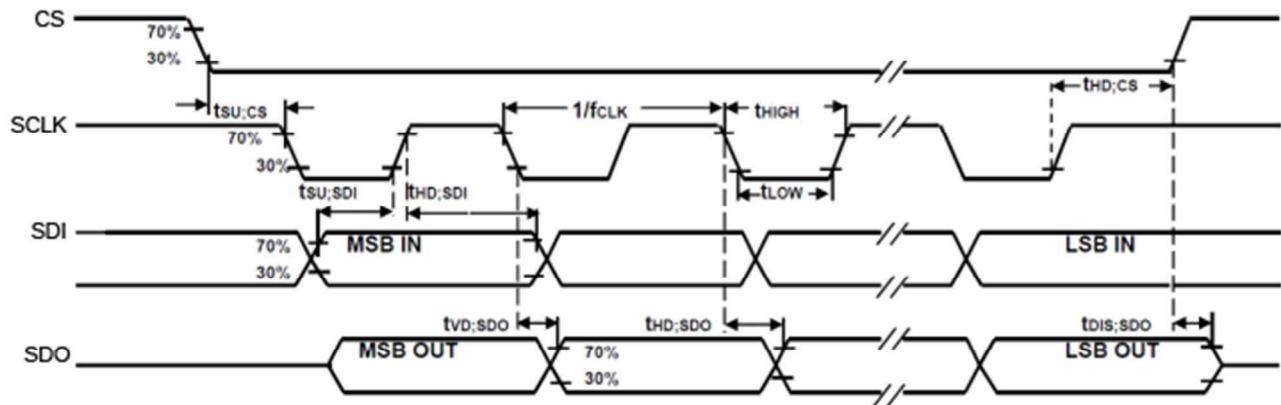 CS
70%
30%
tSU;CS
1/fCLK
tHIGH
tHD;CS
SCLK
70%
30%
tSU;SDI
tHD;SDI
tLOW
SDI
70%
30%
MSB IN
LSB IN
tVD;SDO
tHD;SDO
tDIS;SDO
SDO
MSB OUT
70%
30%
LSB OUT